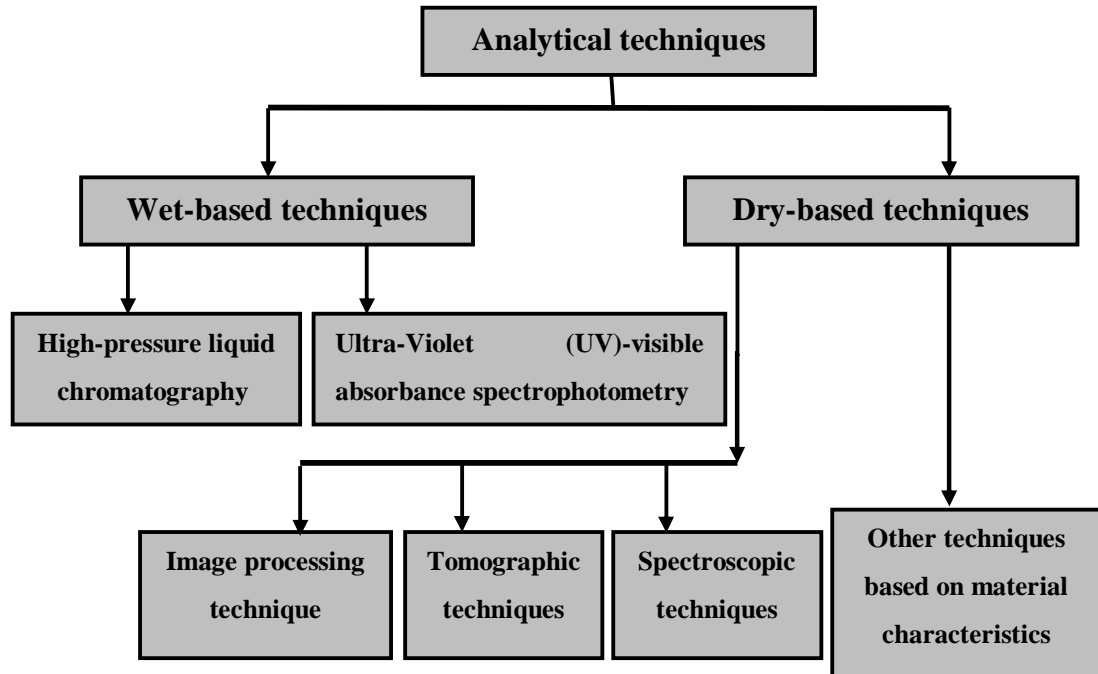 Analytical techniques
Wet-based techniques
Dry-based techniques
High-pressure liquid
chromatography
Ultra-Violet (UV)-visible
absorbance spectrophotometry
Image processing
technique
Tomographic
techniques
Spectroscopic
techniques
Other techniques
based on material
characteristics